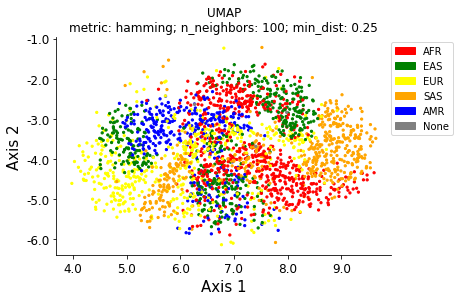 UMAP
metric: hamming; n_neighbors: 100; min_dist: 0.25
-1.0
-2.0
-3.0
-4.0
-5.0
-6.0
Axis 2
4.0 5.0 6.0 7.0 8.0 9.0
Axis 1
AFR
EAS
EUR
SAS
AMR
None